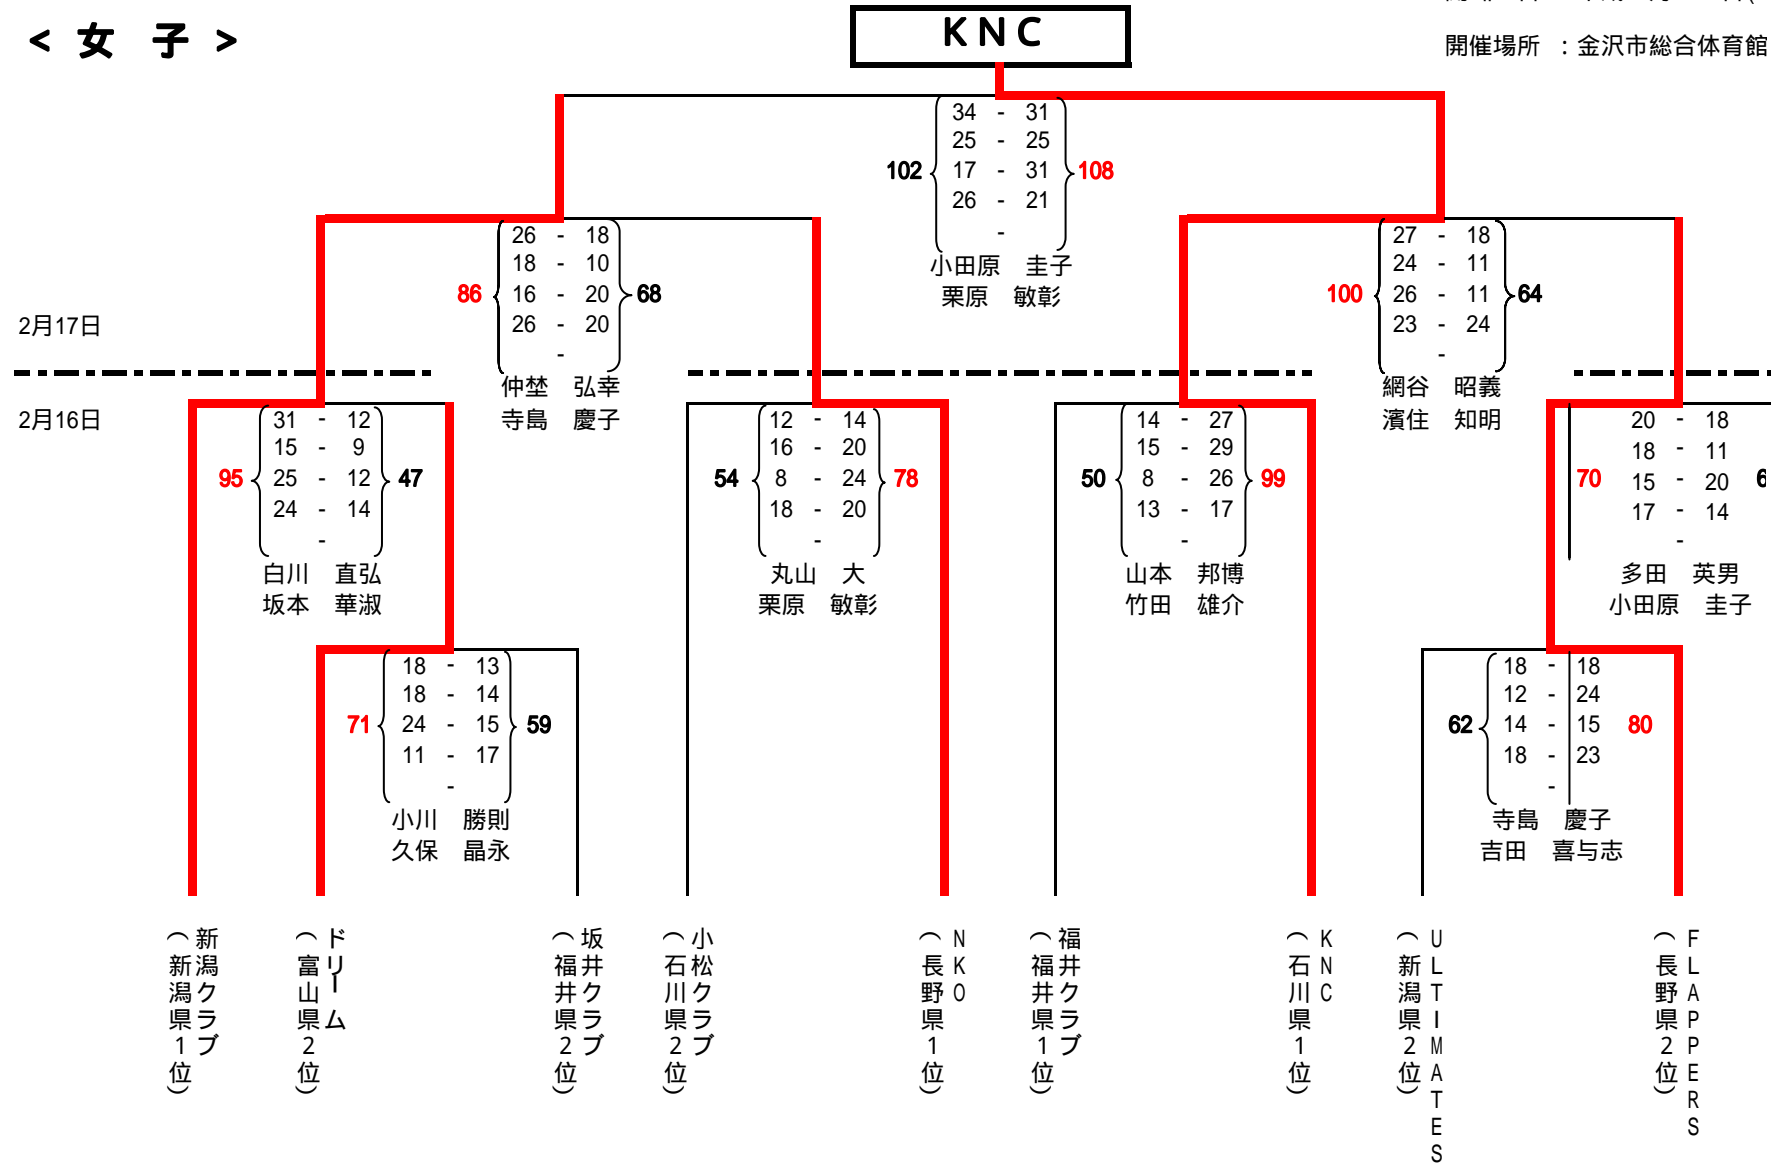 ＜ 女 子 ＞
KNC
開催場所 ：金沢市総合体育館
34 - 31
25 - 25
102 17 - 31 108
26 - 21
-
小田原 圭子
栗原 敏彰
26 - 18
18 - 10
86 16 - 20 68
26 - 20
-
仲埜 弘幸
寺島 慶子
27 - 18
24 - 11
100 26 - 11 64
23 - 24
-
網谷 昭義
濱住 知明
2月17日
2月16日
31 - 12
15 - 9
95 25 - 12 47
24 - 14
-
白川 直弘
坂本 華淑
12 - 14
16 - 20
54 8 - 24 78
18 - 20
-
丸山 大
栗原 敏彰
14 - 27
15 - 29
50 8 - 26 99
13 - 17
-
山本 邦博
竹田 雄介
20 - 18
18 - 11
70 15 - 20 6
17 - 14
-
多田 英男
小田原 圭子
18 - 13
18 - 14
71 24 - 15 59
11 - 17
-
小川 勝則
久保 晶永
18 - 18
12 - 24
62 14 - 15 80
18 - 23
-
寺島 慶子
吉田 喜与志
新潟クラブ
（新潟県1位）
ドリーム
（富山県2位）
坂井クラブ
（福井県2位）
小松クラブ
（石川県2位）
NKO
（長野県1位）
福井クラブ
（福井県1位）
KNC
（石川県1位）
ULTIMATES
（新潟県2位）
FLAPPERS
（長野県2位）